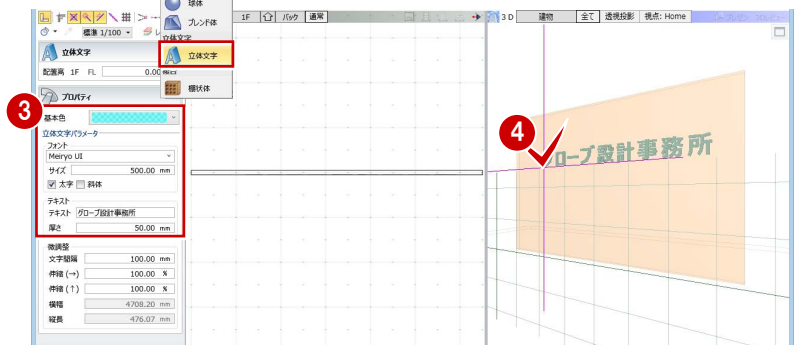 球体
ブレンド体
立体文字
立体文字
棚状体
標準 1/100
立体文字
配置高 1F FL 0.00
プロパティ
3
基本色
立体文字パラメータ
フォント
Meiryo UI
サイズ 500.00 mm
太字 斜体
テキスト
テキスト グローブ設計事務所
厚さ 50.00 mm
微調整
文字間隔 100.00 mm
伸縮(→) 100.00 %
伸縮(↑) 100.00 %
横幅 4708.20 mm
縦長 476.07 mm
1F バック 通常
3D 建物 全て 透視投影 視点: Home
4
グローブ設計事務所